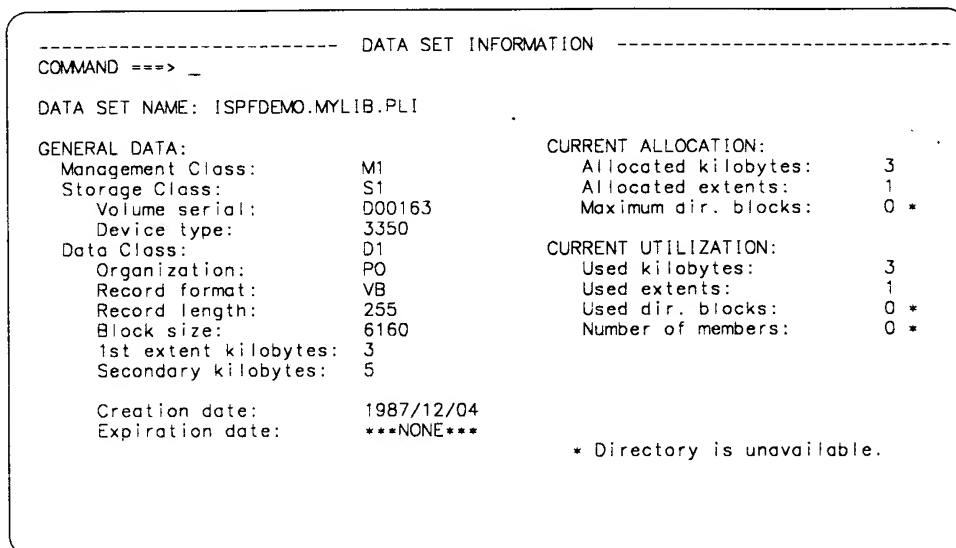 -------------------------- DATA SET INFORMATION -----------------------------
COMMAND ===> _
DATA SET NAME: ISPFDEMO.MYLIB.PLI
GENERAL DATA:
Management Class: M1
Storage Class: S1
Volume serial: D00163
Device type: 3350
Data Class: D1
Organization: PO
Record format: VB
Record length: 255
Block size: 6160
1st extent kilobytes: 3
Secondary kilobytes: 5
Creation date: 1987/12/04
Expiration date: ***NONE***
CURRENT ALLOCATION:
Allocated kilobytes: 3
Allocated extents: 1
Maximum dir. blocks: 0 *
CURRENT UTILIZATION:
Used kilobytes: 3
Used extents: 1
Used dir. blocks: 0 *
Number of members: 0 *
* Directory is unavailable.